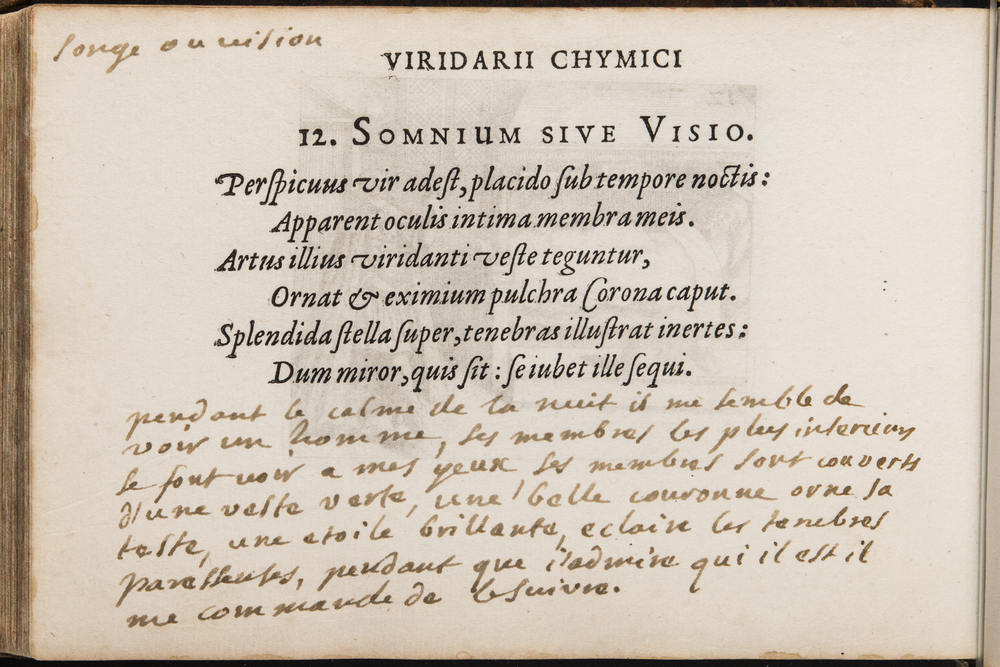 songe ou vision
VIRIDARII CHYMICI
12. SOMNIUM SIVE VISIO.
Perspicuus vir adest, placido sub tempore noctis:
Apparent oculis intima membra meis.
Artus illius viridanti veste teguntur,
Ornat & eximium pulchra Corona caput.
Splendida stella super, tenebras illustrat inertes:
Dum miror, quis sit: se iubet ille sequi.
pendant le calme de la nuit il me semble de
voir un homme, ses membres les plus interieurs
se font voir a mes yeux ses membres sont couverts
d'une veste verte, une belle couronne orne sa
teste, une etoile brillante, eclaire les tenebres
paresseuses, pendant que j'admire qui il est il
me commande de le suivre.